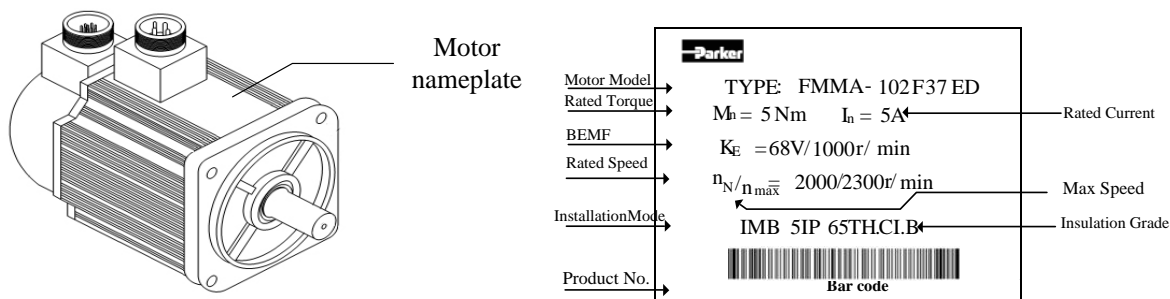 Motor
nameplate
Parker
Motor Model
TYPE: FMMA- 102F37 ED
Rated Torque
Mn = 5 Nm In = 5A
Rated Current
BEMF
KE =68V/1000r/ min
Rated Speed
nN/nmax= 2000/2300r/ min
Max Speed
InstallationMode
IMB 5IP 65TH.CI.B
Insulation Grade
Bar code
Product No.